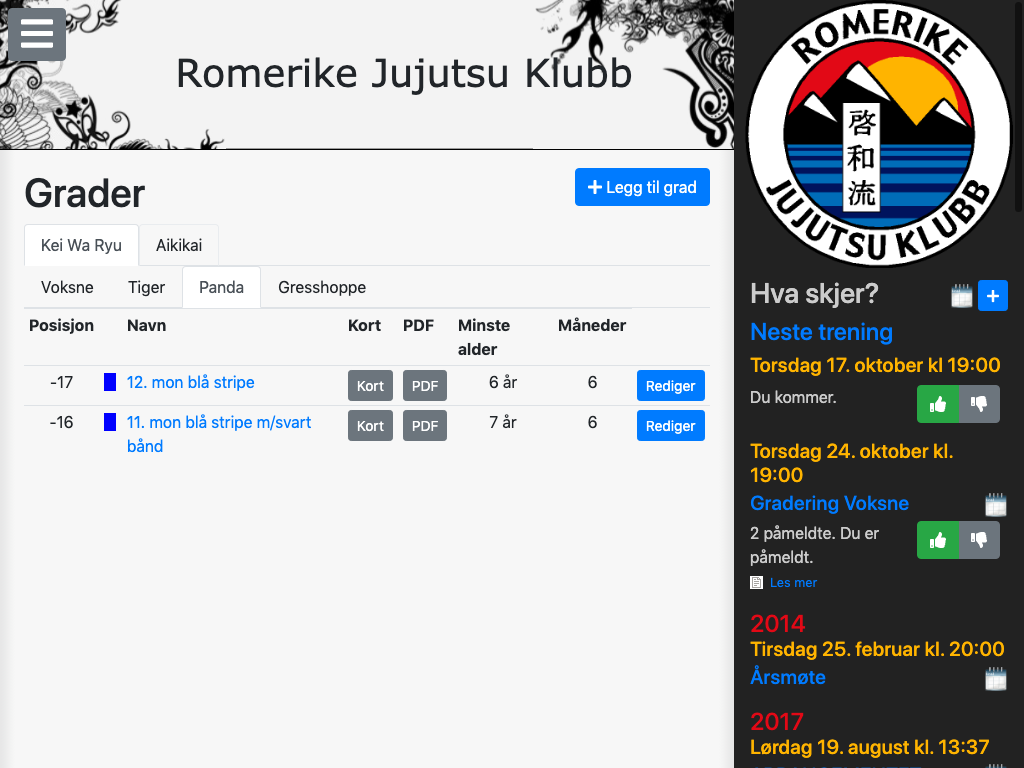 Romerike Jujutsu Klubb
Grader
Legg til grad
Kei Wa Ryu
Aikikai
Voksne
Tiger
Panda
Gresshoppe
Posisjon Navn Kort PDF Minste alder Måneder
-17 12. mon blå stripe Kort PDF 6 år 6 Rediger
-16 11. mon blå stripe m/svart bånd Kort PDF 7 år 6 Rediger
ROMERIKE
啓和流
JUJUTSU KLUBB
Hva skjer?
Neste trening
Torsdag 17. oktober kl 19:00
Du kommer.
Torsdag 24. oktober kl.
19:00
Gradering Voksne
2 påmeldte. Du er
påmeldt.
Les mer
2014
Tirsdag 25. februar kl. 20:00
Årsmøte
2017
Lørdag 19. august kl. 13:37